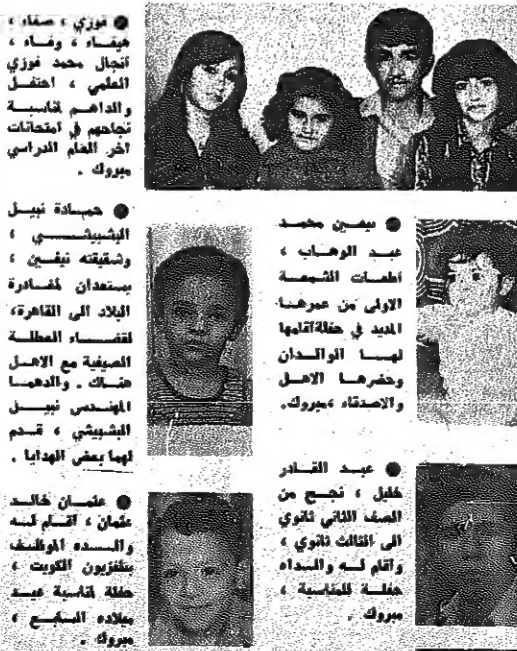 ● فوزي ، صفاء ،
هيفاء ، وفاء ،
أنجال محمد فوزي
العلمي ، احتفل
والداهم لمناسبة
نجاحهم في امتحانات
آخر العام الدراسي
مبروك .
● سيمين محمد
عبد الوهاب ،
أطفأت الشمعة
الاولى من عمرها
المديد في حفلة أقامها
لهما الوالدان
وحضرها الاهل
والاصدقاء ،مبروك.
● حمادة نبيل
البشبيشي ،
وشقيقته نيفين ،
يستعدان لمغادرة
البلاد الى القاهرة،
لقضاء العطلة
الصيفية مع الاهل
هناك . والدهما
المهندس نبيل
البشبيشي ، قدم
لهما بعض الهدايا .
● عبد القادر
خليل ، نجح من
الصف الثاني ثانوي
الى الثالث ثانوي ،
وأقام له والداه
حفلة للمناسبة ،
مبروك .
● عثمان خالد
عثمان ، أقام له
والده الموظف
بتلفزيون الكويت ،
حفلة لمناسبة عيد
ميلاده السابع ،
مبروك .